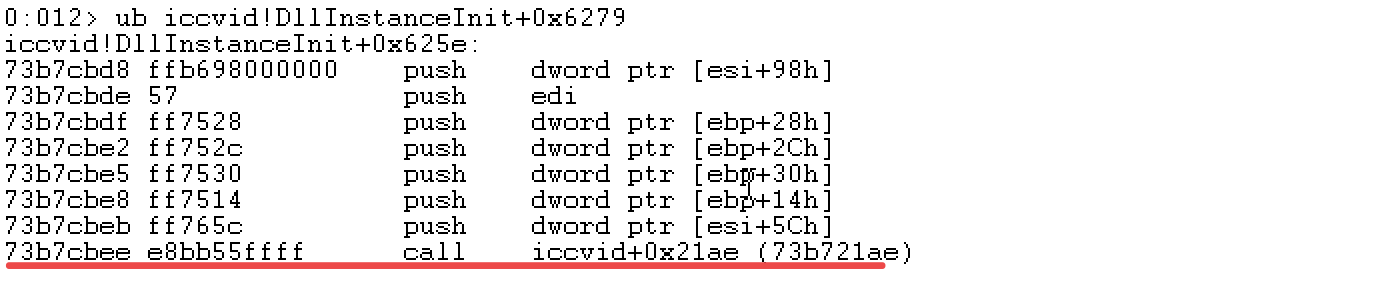 0:012> ub iccvid!DllInstanceInit+0x6279
iccvid!DllInstanceInit+0x625e:
73b7cbd8 ffb698000000    push    dword ptr [esi+98h]
73b7cbde 57              push    edi
73b7cbdf ff7528          push    dword ptr [ebp+28h]
73b7cbe2 ff752c          push    dword ptr [ebp+2Ch]
73b7cbe5 ff7530          push    dword ptr [ebp+30h]
73b7cbe8 ff7514          push    dword ptr [ebp+14h]
73b7cbeb ff765c          push    dword ptr [esi+5Ch]
73b7cbee e8bb55ffff      call    iccvid+0x21ae (73b721ae)